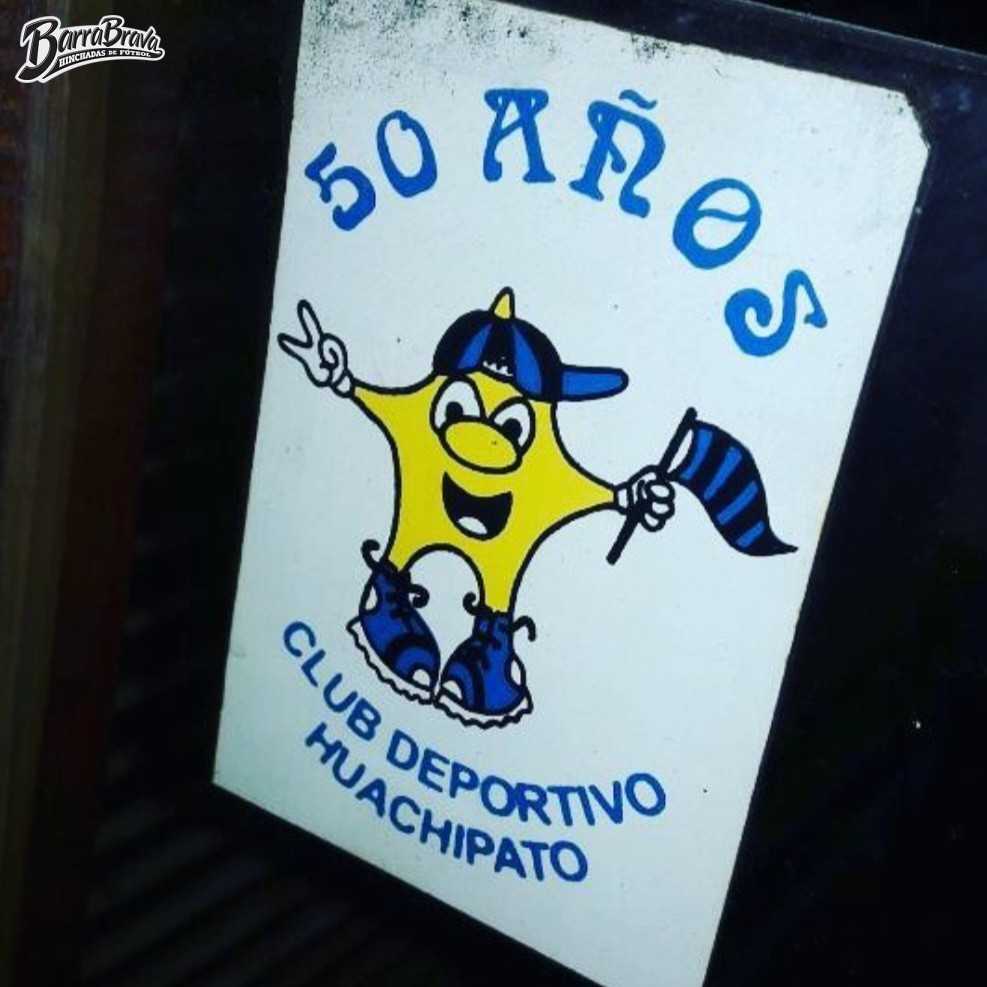 BarraBrava
HINCHADAS DE FÚTBOL
50 AÑOS
CLUB DEPORTIVO
HUACHIPATO